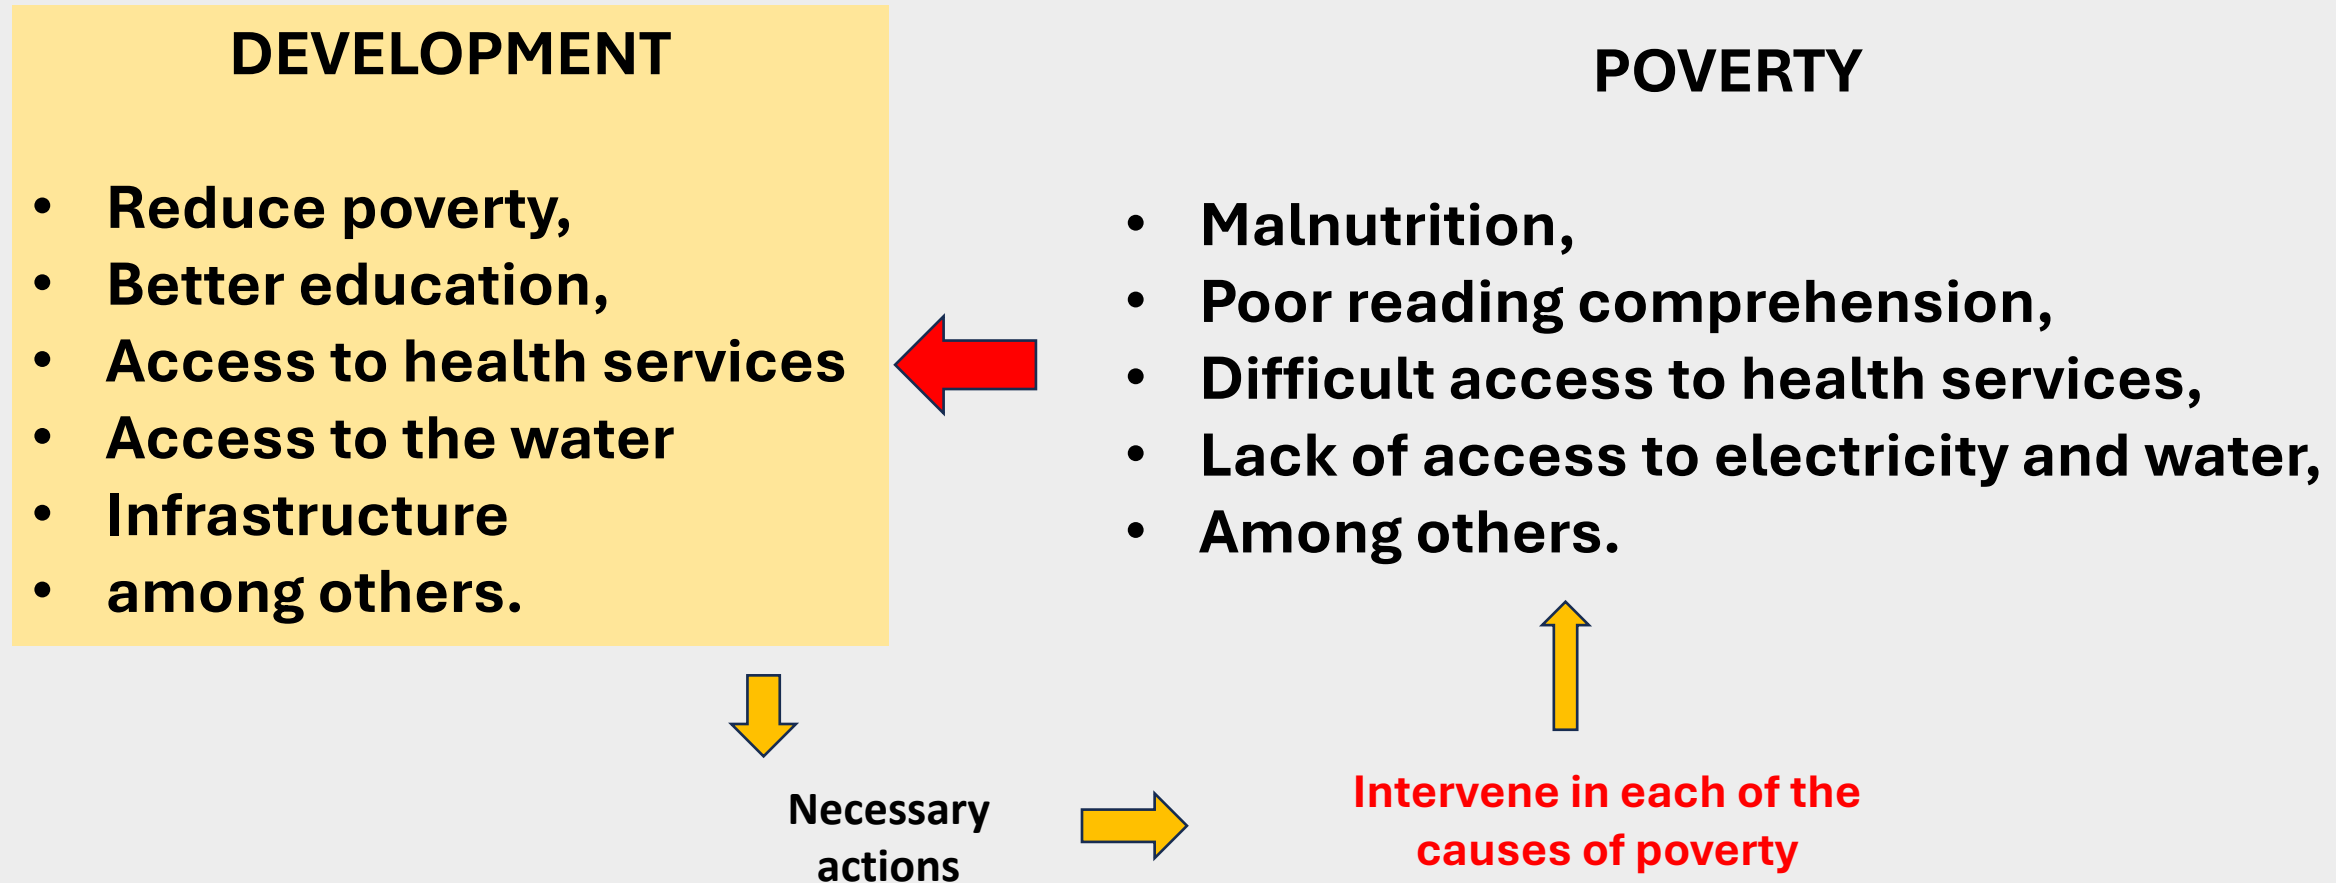 DEVELOPMENT
• Reduce poverty,
• Better education,
• Access to health services
• Access to the water
• Infrastructure
• among others.
POVERTY
• Malnutrition,
• Poor reading comprehension,
• Difficult access to health services,
• Lack of access to electricity and water,
• Among others.
Necessary
actions
Intervene in each of the
causes of poverty